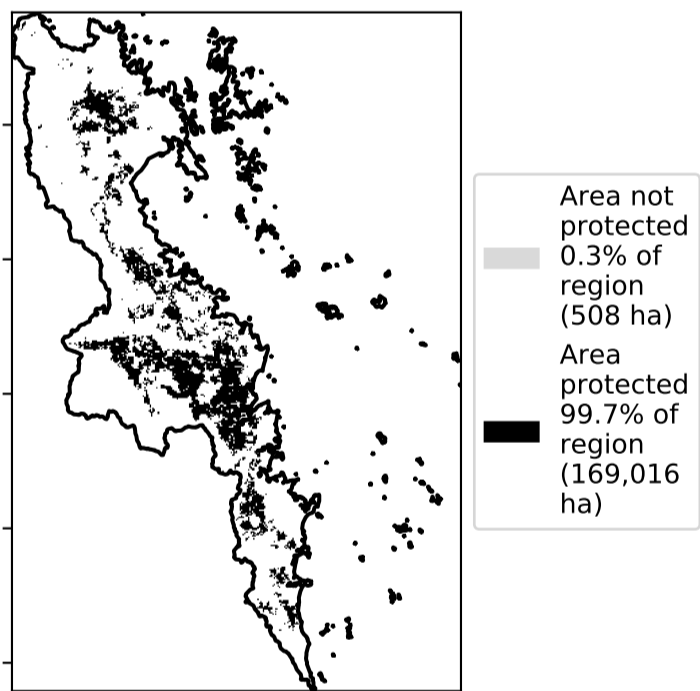 Area not
protected
0.3% of
region
(508 ha)
Area
protected
99.7% of
region
(169,016
ha)